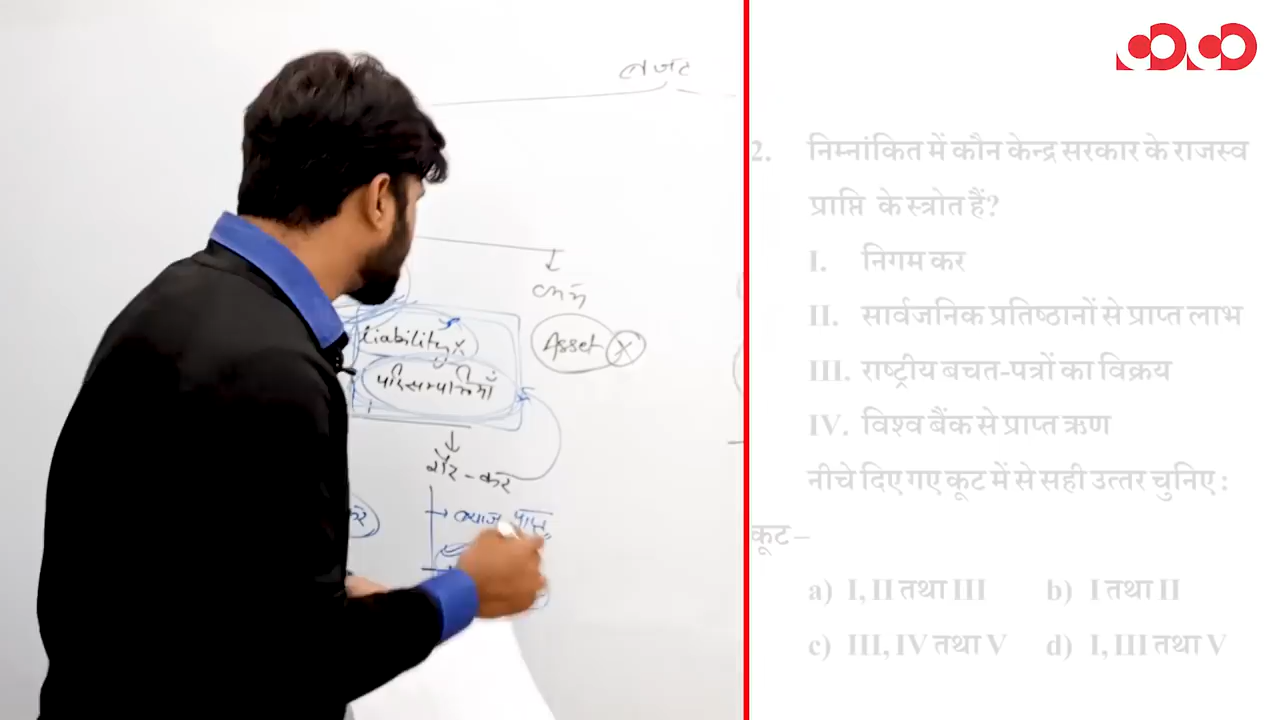 बजट
Liability x
परिसम्पत्तियाँ
Asset X
व्यय
गैर-कर
ब्याज प्राप्त
2. निम्नांकित में कौन केन्द्र सरकार के राजस्व
प्राप्ति के स्त्रोत हैं?
I. निगम कर
II. सार्वजनिक प्रतिष्ठानों से प्राप्त लाभ
III. राष्ट्रीय बचत-पत्रों का विक्रय
IV. विश्व बैंक से प्राप्त ऋण
नीचे दिए गए कूट में से सही उत्तर चुनिए :
कूट–
a) I, II तथा III b) I तथा II
c) III, IV तथा V d) I, III तथा V